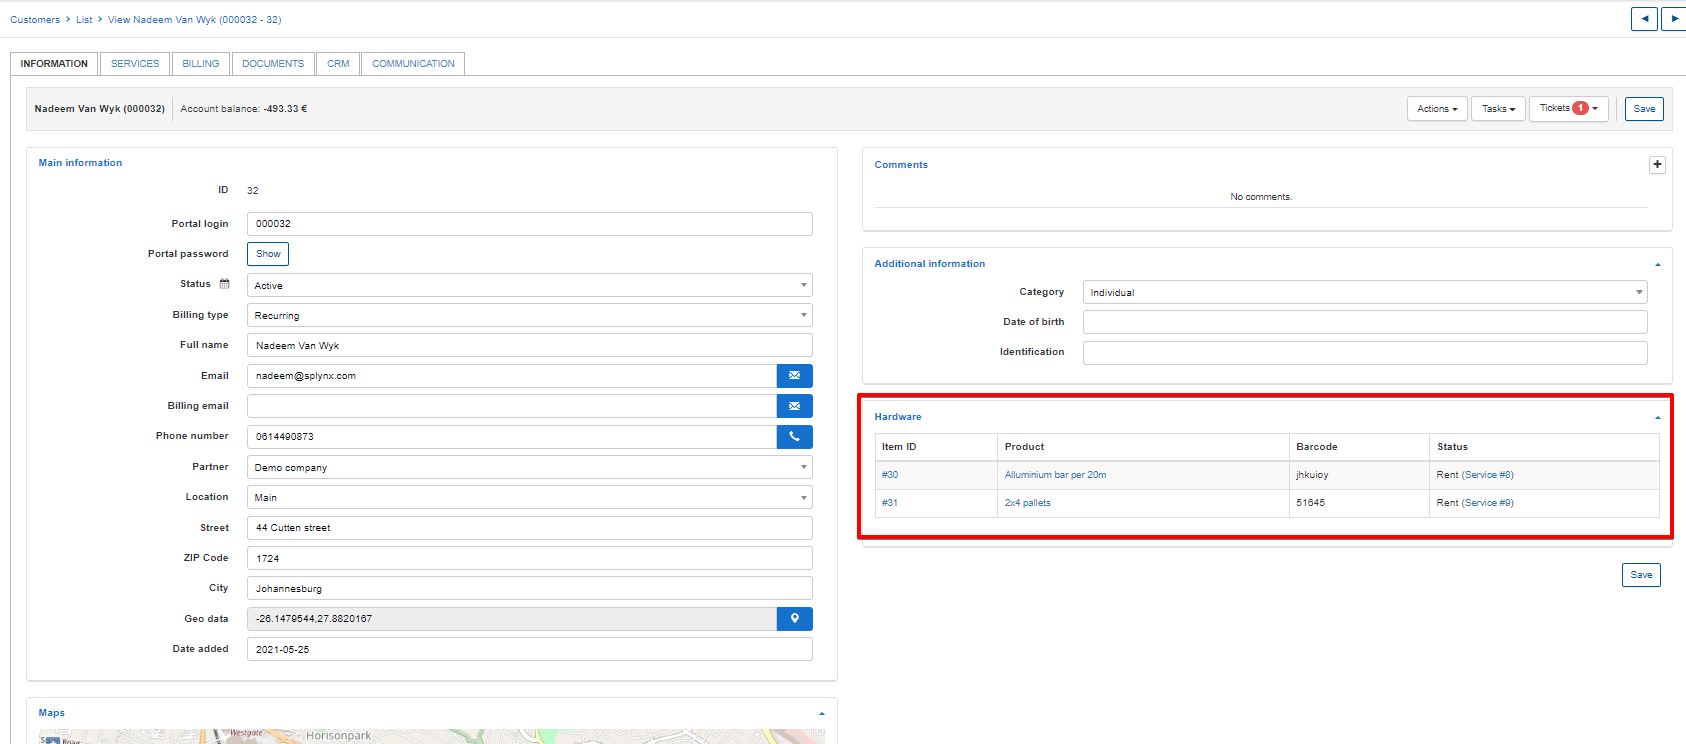 Customers › List › View Nadeem Van Wyk (000032 - 32)
INFORMATION SERVICES BILLING DOCUMENTS CRM COMMUNICATION
Nadeem Van Wyk (000032) Account balance: -493.33 € Actions Tasks Tickets 1 Save
Main information
ID 32
Portal login 000032
Portal password Show
Status Active
Billing type Recurring
Full name Nadeem Van Wyk
Email nadeem@splynx.com
Billing email
Phone number 0614490873
Partner Demo company
Location Main
Street 44 Cutten street
ZIP Code 1724
City Johannesburg
Geo data -26.1479544,27.8820167
Date added 2021-05-25
Maps
Westgate
Horisonpark
Comments
No comments.
Additional information
Category Individual
Date of birth
Identification
Hardware
Item ID Product Barcode Status
#30 Alluminium bar per 20m jhkuioy Rent (Service #8)
#31 2x4 pallets 51645 Rent (Service #9)
Save